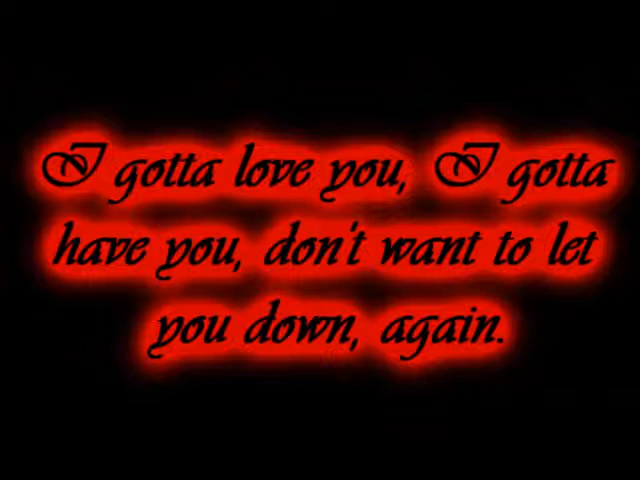 I gotta love you, I gotta
have you, don't want to let
you down, again.